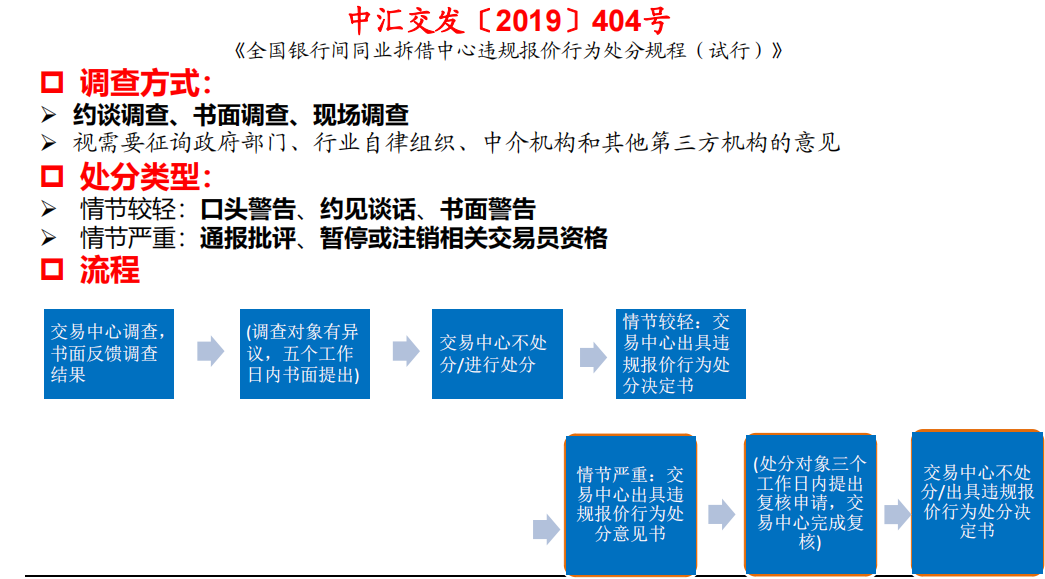 中汇交发〔2019〕404号
《全国银行间同业拆借中心违规报价行为处分规程（试行）》
调查方式：
约谈调查、书面调查、现场调查
视需要征询政府部门、行业自律组织、中介机构和其他第三方机构的意见
处分类型：
情节较轻：口头警告、约见谈话、书面警告
情节严重：通报批评、暂停或注销相关交易员资格
流程
交易中心调查，
书面反馈调查
结果
(调查对象有异
议，五个工作
日内书面提出)
交易中心不处
分/进行处分
情节较轻：交
易中心出具违
规报价行为处
分决定书
情节严重：交
易中心出具违
规报价行为处
分意见书
(处分对象三个
工作日内提出
复核申请，交
易中心完成复
核)
交易中心不处
分/出具违规报
价行为处分决
定书